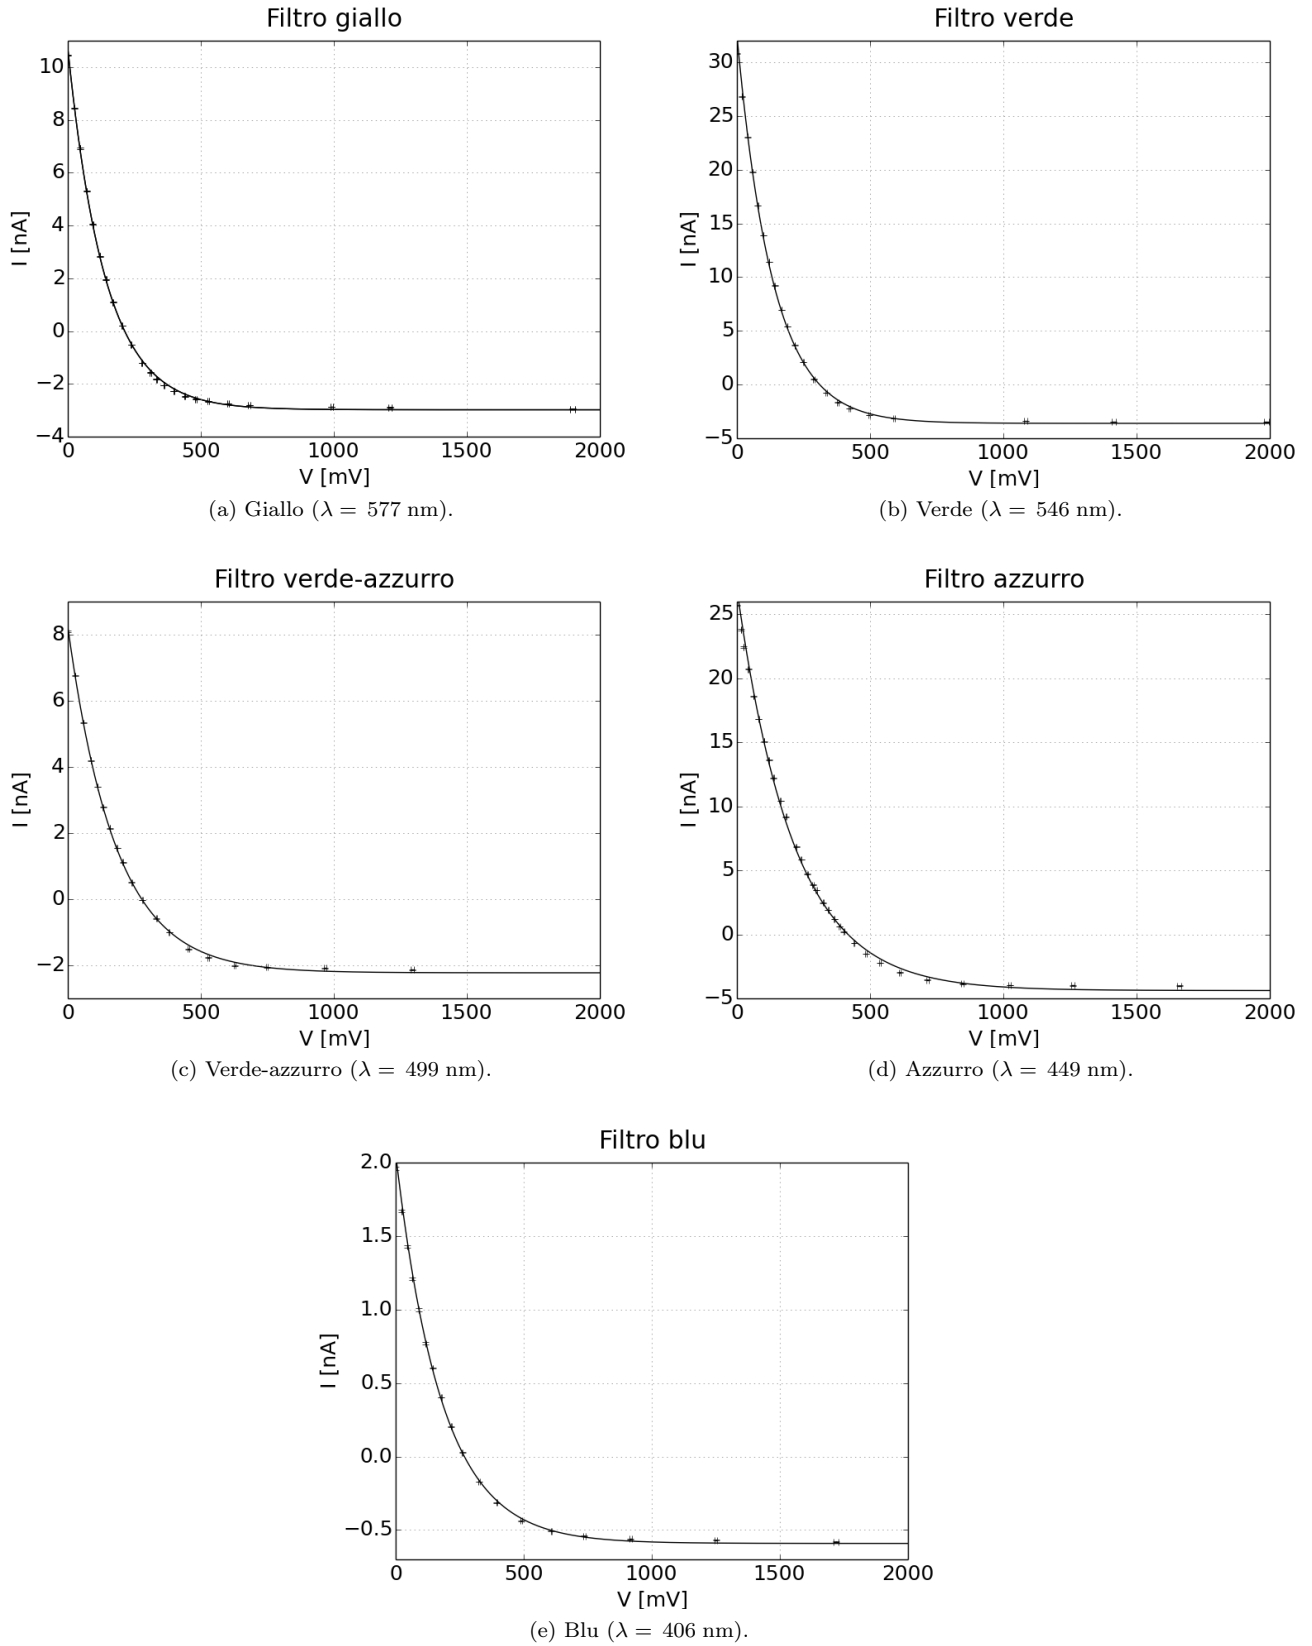 Filtro giallo
10
8
6
4
2
0
−2
−4
I [nA]
0 500 1000 1500 2000
V [mV]
(a) Giallo (λ = 577 nm).
Filtro verde
30
25
20
15
10
5
0
−5
I [nA]
0 500 1000 1500 2000
V [mV]
(b) Verde (λ = 546 nm).
Filtro verde-azzurro
8
6
4
2
0
−2
I [nA]
0 500 1000 1500 2000
V [mV]
(c) Verde-azzurro (λ = 499 nm).
Filtro azzurro
25
20
15
10
5
0
−5
I [nA]
0 500 1000 1500 2000
V [mV]
(d) Azzurro (λ = 449 nm).
Filtro blu
2.0
1.5
1.0
0.5
0.0
−0.5
I [nA]
0 500 1000 1500 2000
V [mV]
(e) Blu (λ = 406 nm).